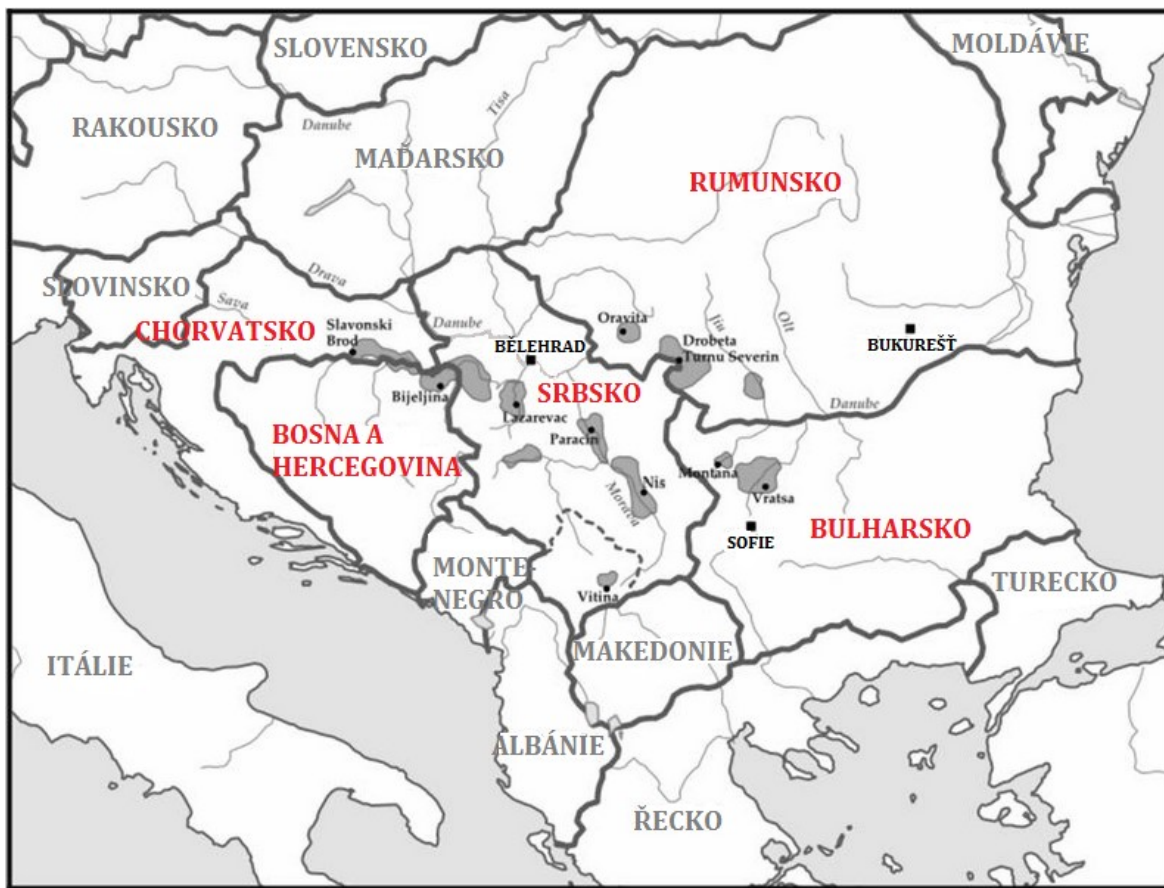 SLOVENSKO
MOLDÁVIE
RAKOUSKO
Danube
Tisa
MAĎARSKO
RUMUNSKO
SLOVINSKO
Sava
Drava
CHORVATSKO
Slavonski
Brod
Danube
BĚLEHRAD
Oravita
Jiu
Olt
Drobeta
Turnu Severin
BUKUREŠŤ
Bijeljina
SRBSKO
Lazarevac
Danube
BOSNA A
HERCEGOVINA
Paracin
Montana
Nis
Vratsa
Morava
SOFIE
BULHARSKO
MONTE-
NEGRO
Vitina
TURECKO
ITÁLIE
MAKEDONIE
ALBÁNIE
ŘECKO